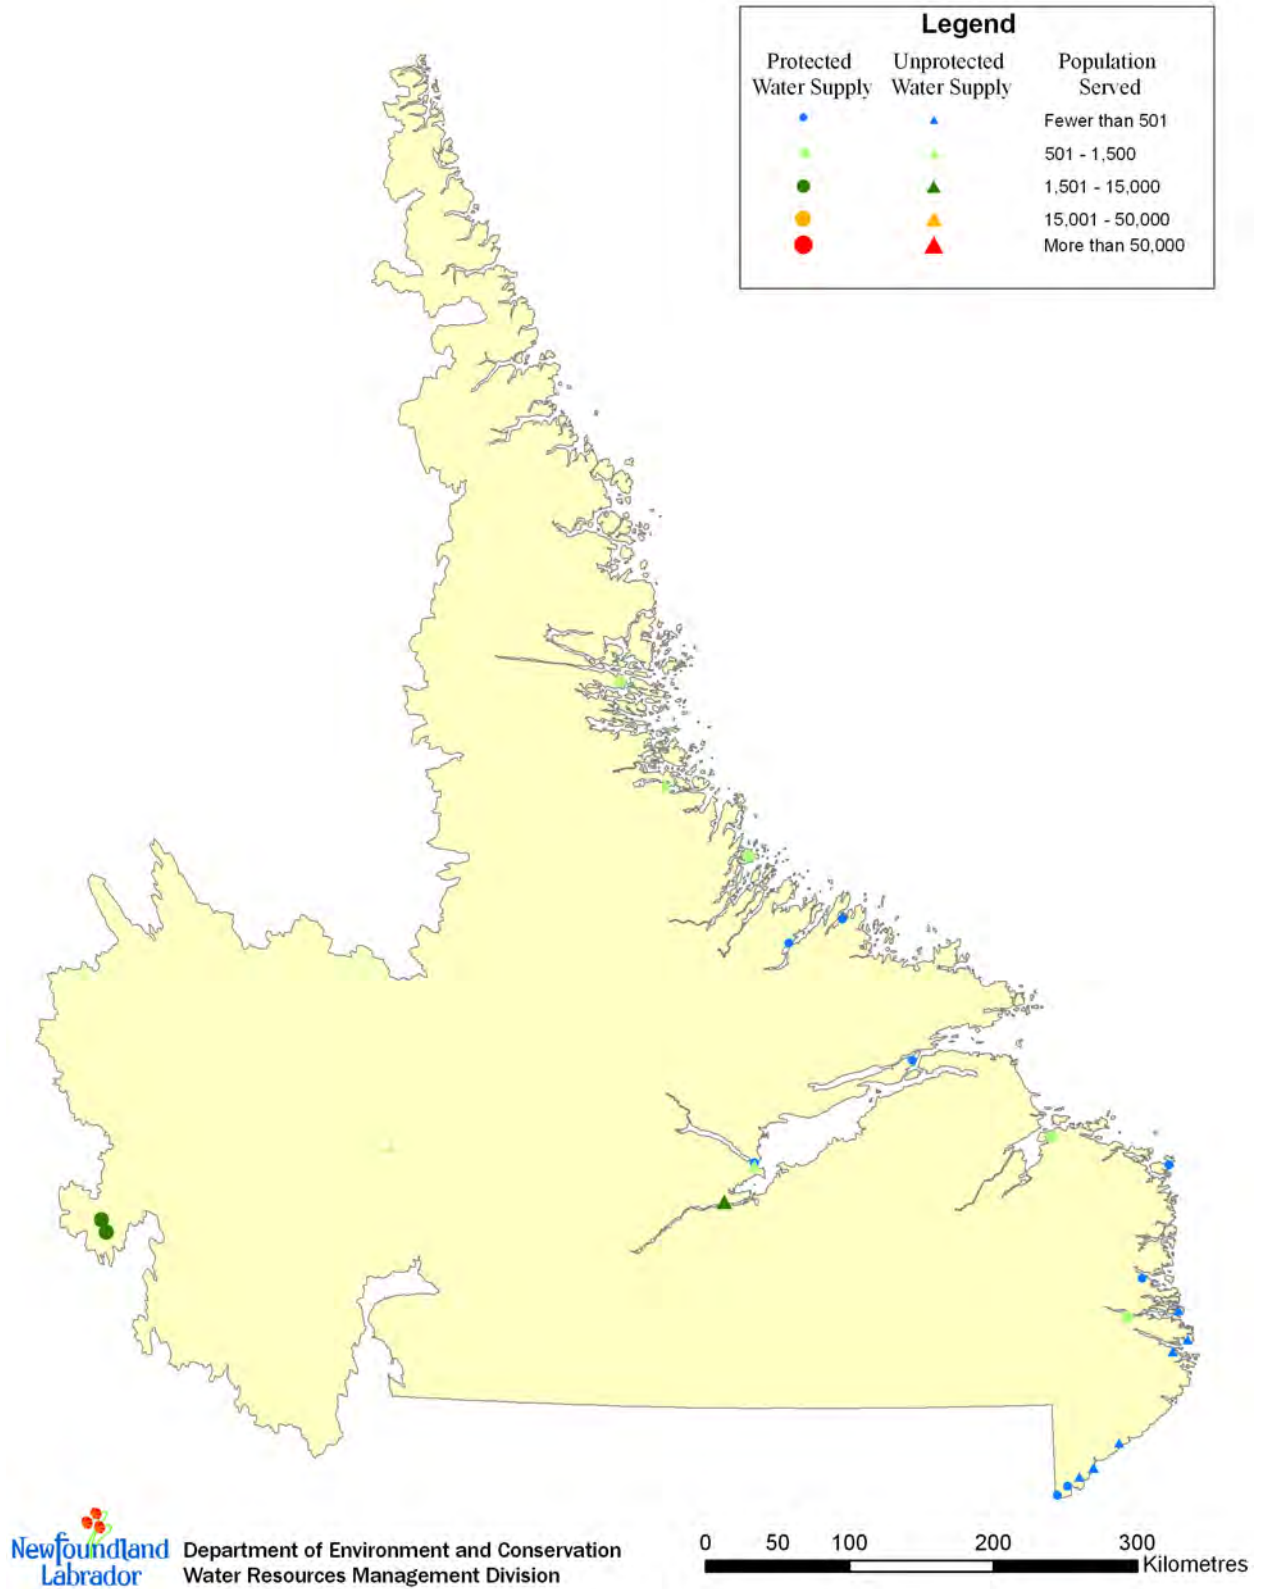 Legend
Protected Unprotected Population
Water Supply Water Supply Served
Fewer than 501
501 - 1,500
1,501 - 15,000
15,001 - 50,000
More than 50,000
Newfoundland
Labrador
Department of Environment and Conservation
Water Resources Management Division
0 50 100 200 300
Kilometres